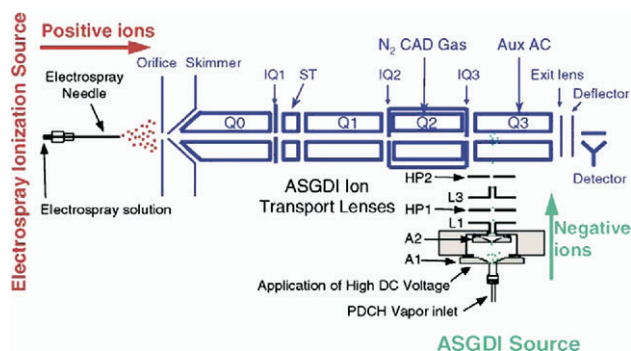 Electrospray Ionization Source
Positive ions
Electrospray
Needle
Electrospray solution
Orifice
Skimmer
IQ1
ST
N₂ CAD Gas
IQ2
IQ3
Aux AC
Exit lens
Deflector
Q0
Q1
Q2
Q3
Detector
ASGDI Ion
Transport Lenses
HP2
L3
HP1
L1
A2
A1
Application of High DC Voltage
PDCH Vapor inlet
Negative
ions
ASGDI Source